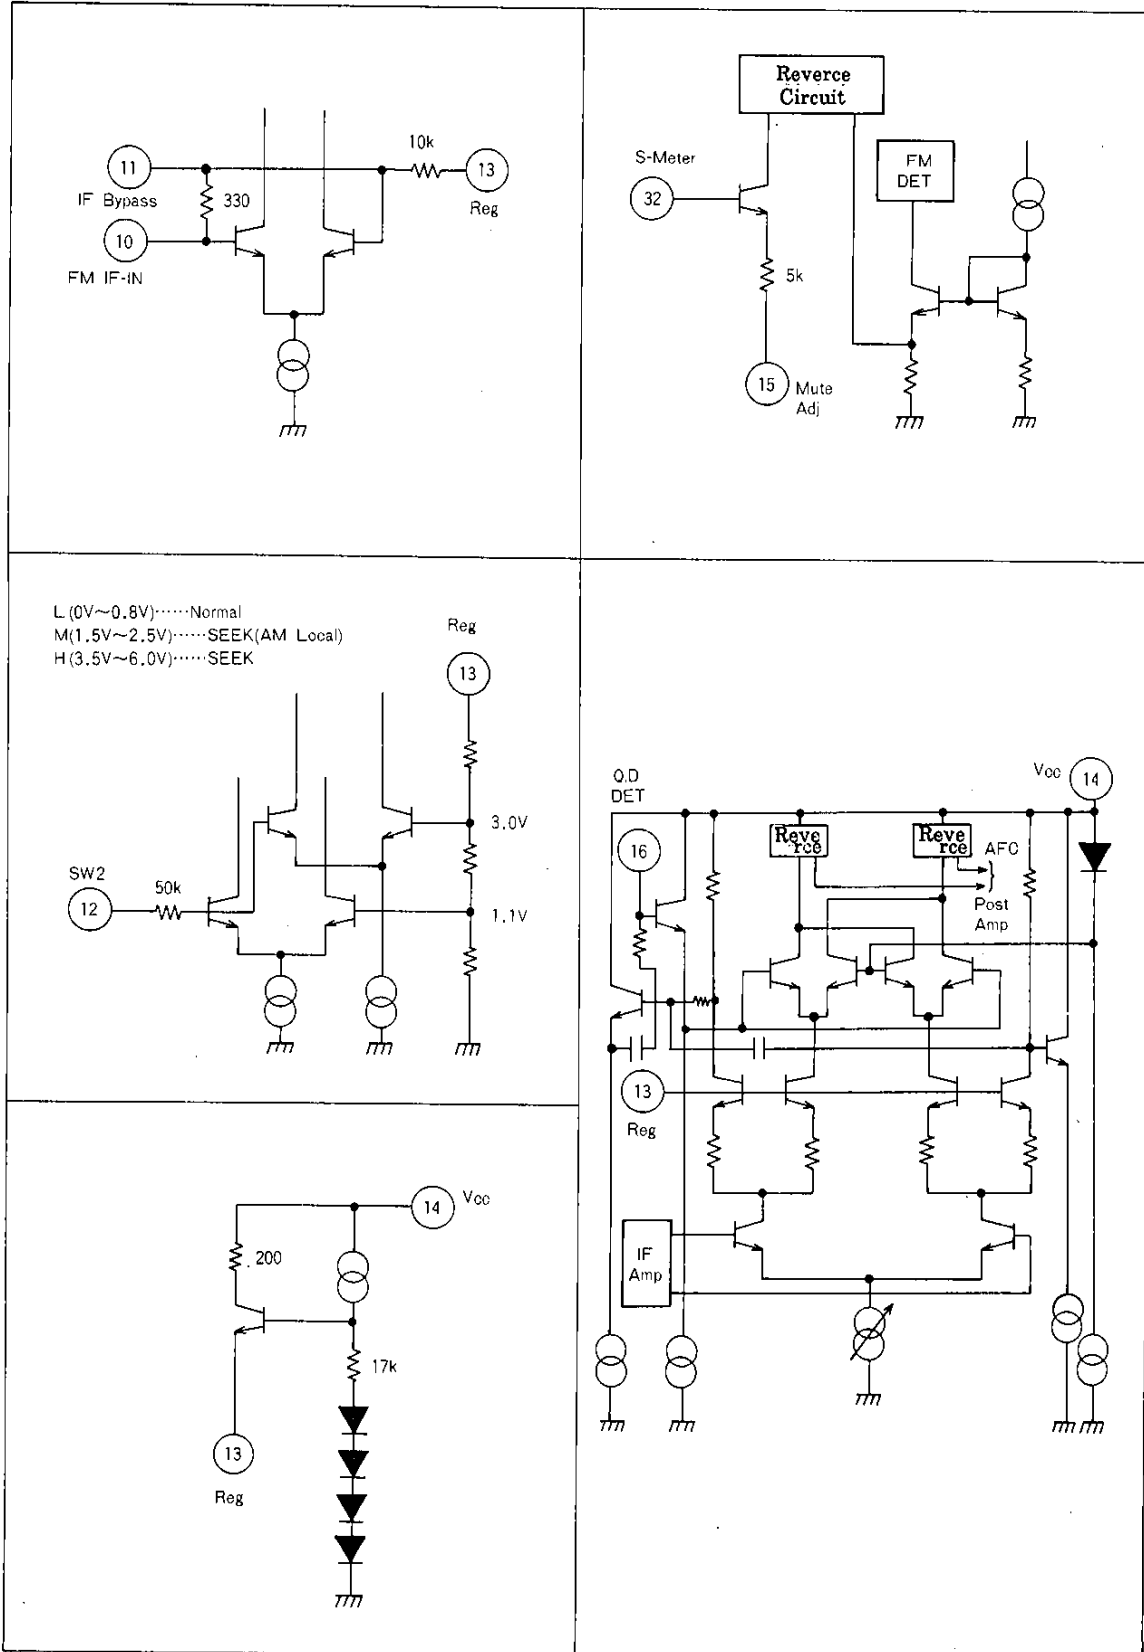 10k
11
13
IF Bypass
330
Reg
10
FM IF-IN
Reverce
Circuit
S-Meter
FM
DET
32
5k
15
Mute
Adj
L(0V~0.8V)······Normal
M(1.5V~2.5V)······SEEK(AM Local)
H(3.5V~6.0V)······SEEK
Reg
13
3.0V
SW2
50k
12
1.1V
Vcc
14
200
17k
13
Reg
Q.D
DET
Vcc
14
Reve
rce
Reve
rce
AFC
16
Post
Amp
13
Reg
IF
Amp